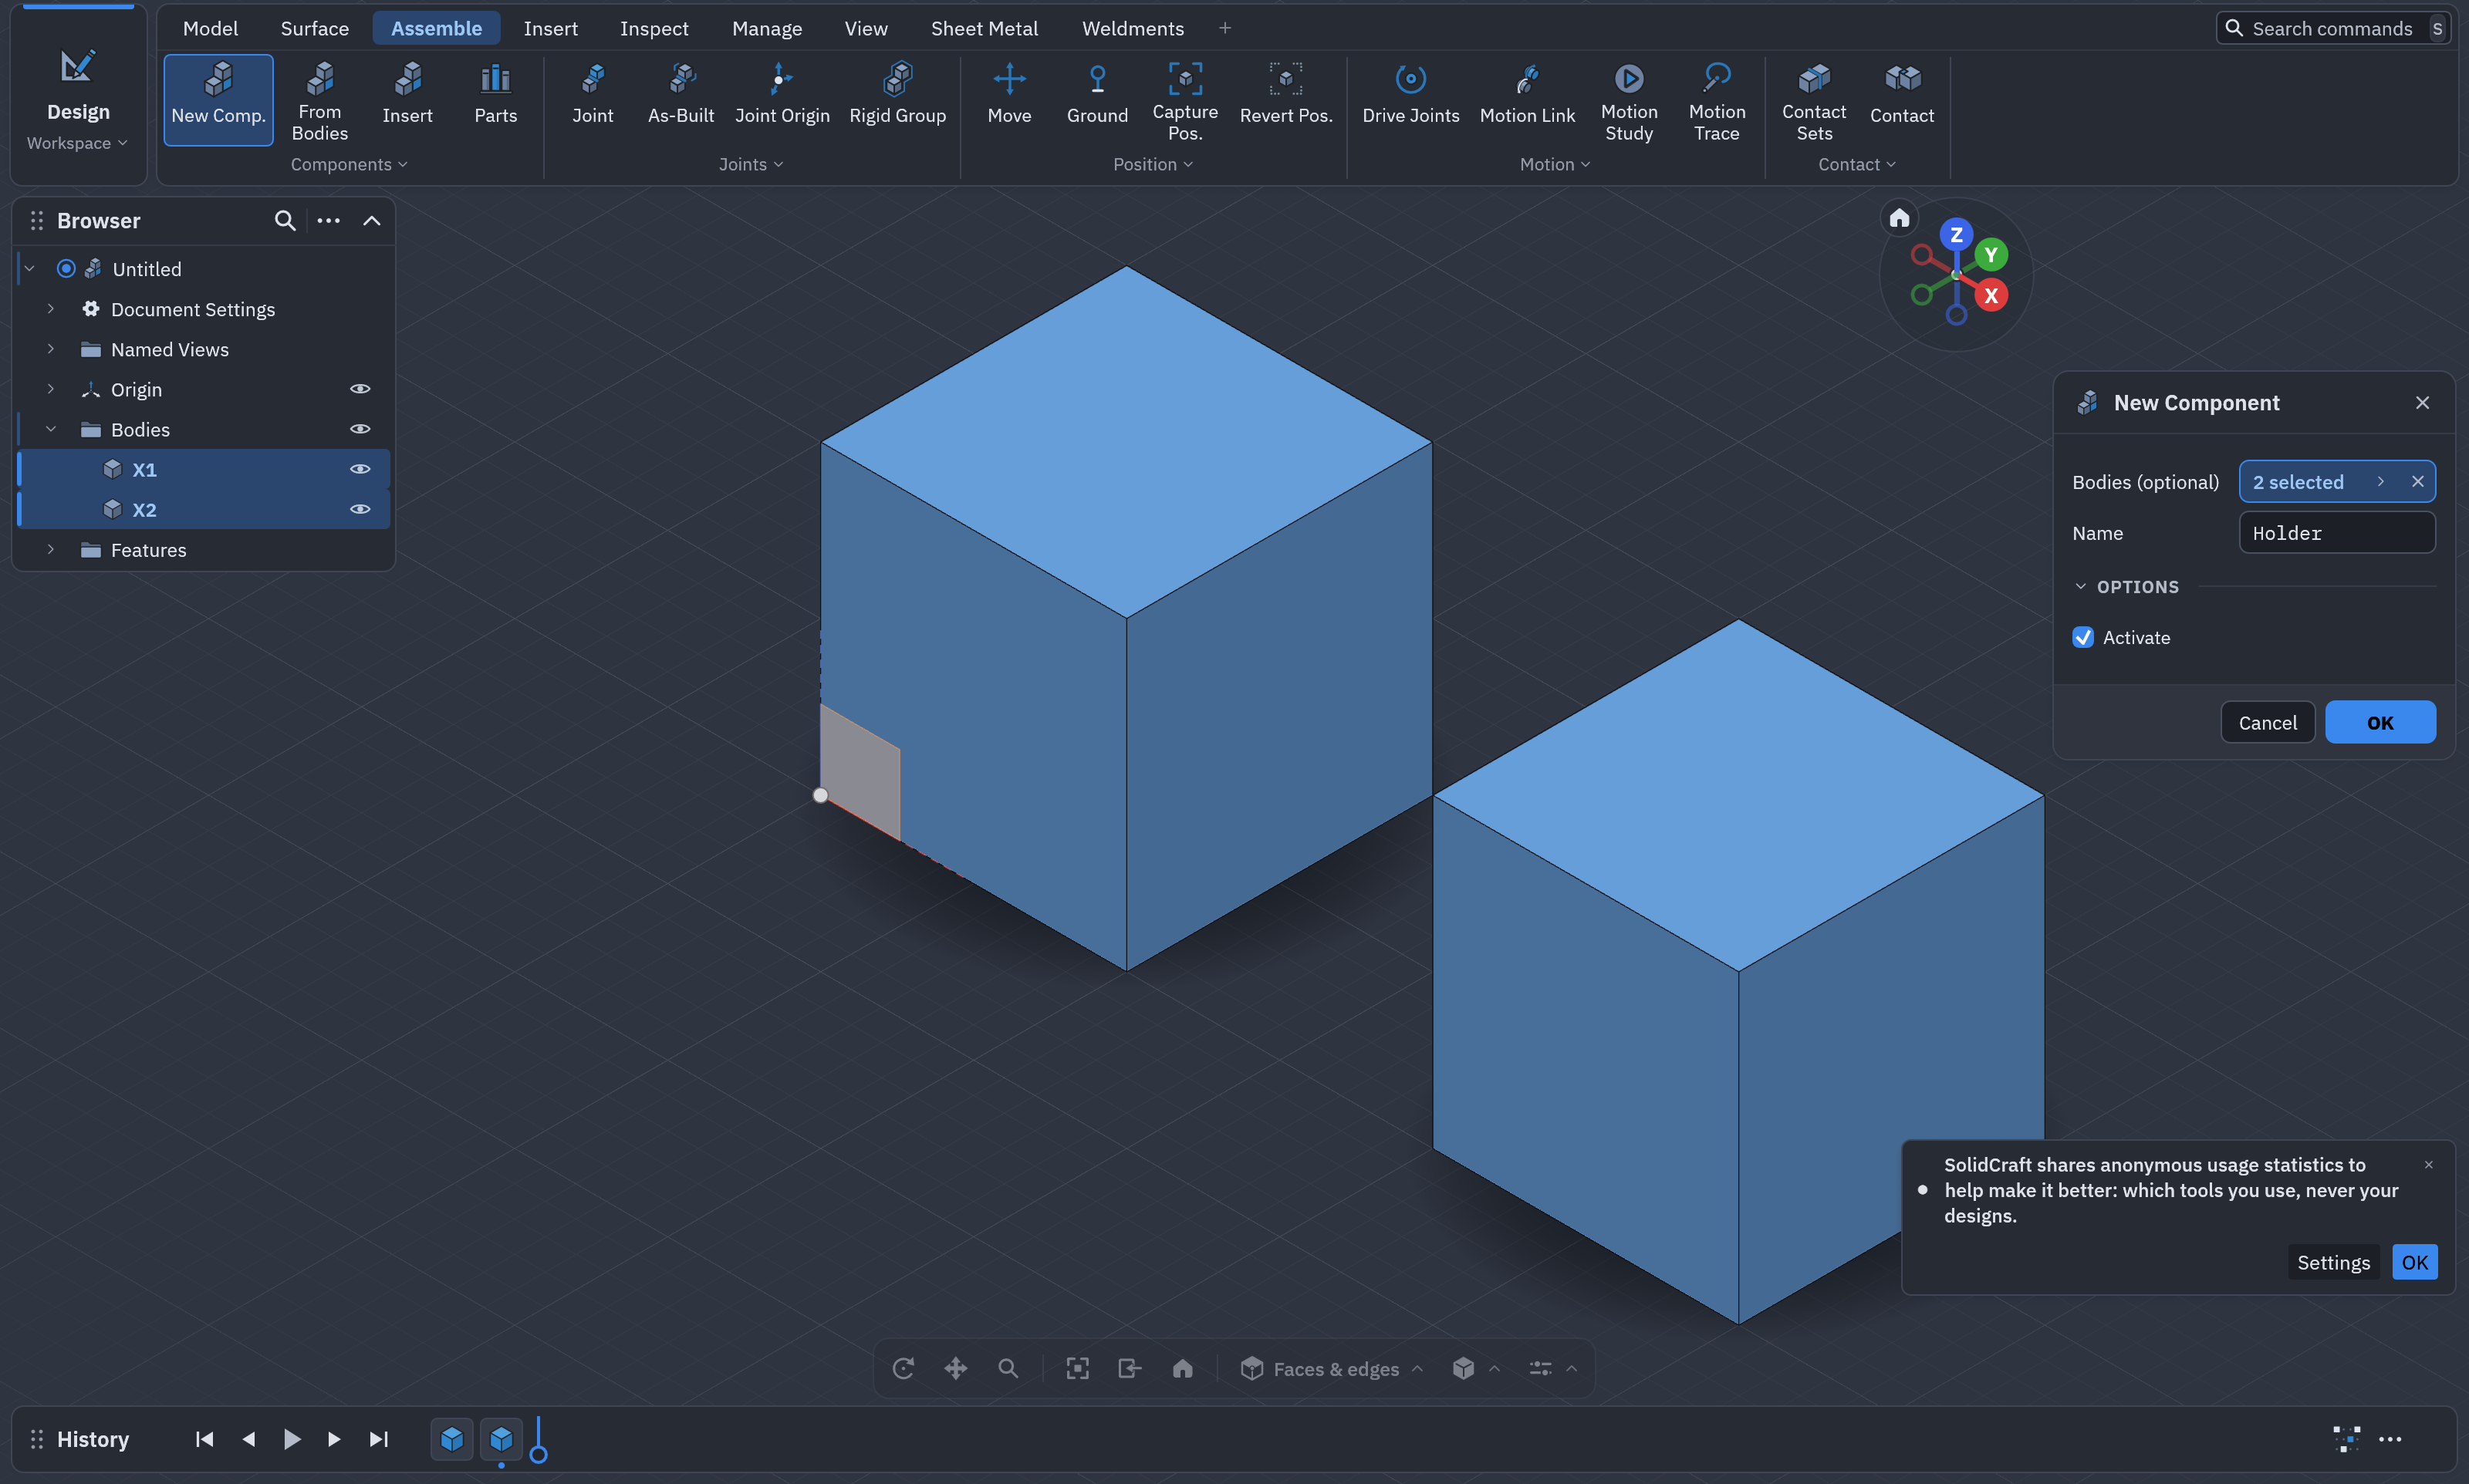 Design
Workspace
Model
Surface
Assemble
Insert
Inspect
Manage
View
Sheet Metal
Weldments
+
Search commands
S
New Comp.
From
Bodies
Insert
Parts
Components
Joint
As-Built
Joint Origin
Rigid Group
Joints
Move
Ground
Capture
Pos.
Revert Pos.
Position
Drive Joints
Motion Link
Motion
Study
Motion
Trace
Motion
Contact
Sets
Contact
Contact
Browser
Untitled
Document Settings
Named Views
Origin
Bodies
X1
X2
Features
Z
Y
X
New Component
Bodies (optional)
2 selected
Name
Holder
OPTIONS
Activate
Cancel
OK
SolidCraft shares anonymous usage statistics to
help make it better: which tools you use, never your
designs.
Settings
OK
Faces & edges
History